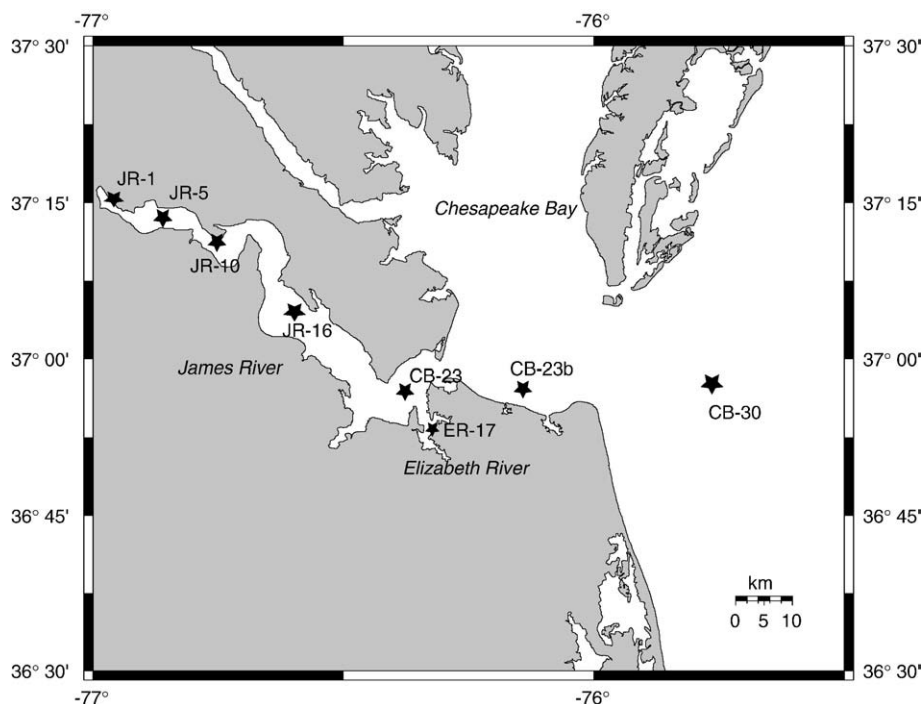 -77° -76°
37° 30' 37° 30'
JR-1 JR-5
37° 15' Chesapeake Bay 37° 15'
JR-10
JR-16
37° 00' James River CB-23 CB-23b 37° 00'
CB-30
ER-17
Elizabeth River
36° 45' 36° 45'
km
0 5 10
36° 30' 36° 30'
-77° -76°